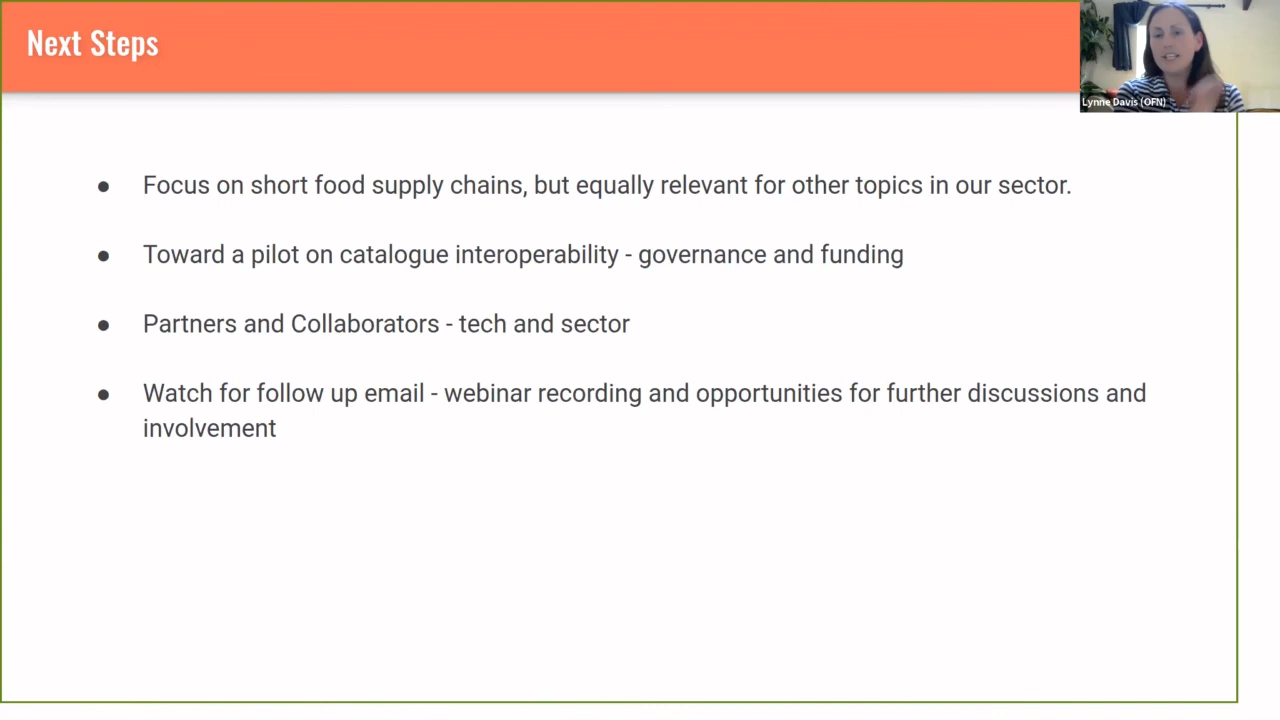 Next Steps
Lynne Davis (OFN)
● Focus on short food supply chains, but equally relevant for other topics in our sector.
● Toward a pilot on catalogue interoperability - governance and funding
● Partners and Collaborators - tech and sector
● Watch for follow up email - webinar recording and opportunities for further discussions and
involvement